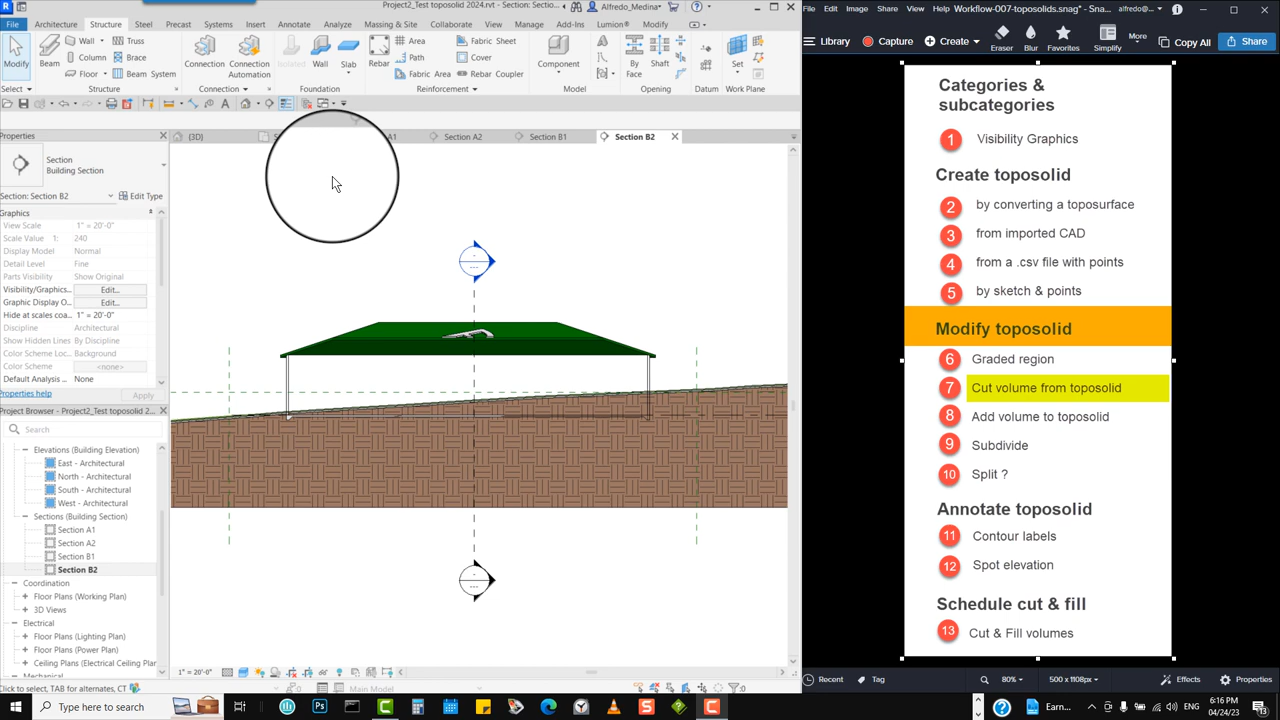 Project2_Test toposolid 2024.rvt - Section: Section...
Alfredo_Medina...
File Architecture Structure Steel Precast Systems Insert Annotate Analyze Massing & Site Collaborate View Manage Add-Ins Lumion® Modify
Modify
Select
Beam
Wall
Column
Floor
Truss
Brace
Beam System
Structure
Connection
Connection Automation
Connection
Isolated
Wall
Slab
Foundation
Rebar
Area
Path
Fabric Area
Fabric Sheet
Cover
Rebar Coupler
Reinforcement
Component
Model
By Face
Shaft
Opening
Datum
Set
Work Plane
Properties
{3D}
A1
Section A2
Section B1
Section B2
Section
Building Section
Section: Section B2
Edit Type
Graphics
View Scale 1" = 20'-0"
Scale Value 1: 240
Display Model Normal
Detail Level Fine
Parts Visibility Show Original
Visibility/Graphics... Edit...
Graphic Display O... Edit...
Hide at scales coa... 1" = 20'-0"
Discipline Architectural
Show Hidden Lines By Discipline
Color Scheme Loc... Background
Color Scheme <none>
Default Analysis ... None
Properties help
Apply
Project Browser - Project2_Test toposolid 2...
Search
Elevations (Building Elevation)
East - Architectural
North - Architectural
South - Architectural
West - Architectural
Sections (Building Section)
Section A1
Section A2
Section B1
Section B2
Coordination
Floor Plans (Working Plan)
3D Views
Electrical
Floor Plans (Lighting Plan)
Floor Plans (Power Plan)
Ceiling Plans (Electrical Ceiling Plan
Mechanical
1" = 20'-0"
Click to select, TAB for alternates, CT
:0
Main Model
:0
Workflow-007-toposolids.snag* - Sna...
File Edit Image
Library Capture Create
Eraser Blur Favorites Simplify
More
Copy All
Share
Categories &
subcategories
1 Visibility Graphics
Create toposolid
2 by converting a toposurface
3 from imported CAD
4 from a .csv file with points
5 by sketch & points
Modify toposolid
6 Graded region
7 Cut volume from toposolid
8 Add volume to toposolid
9 Subdivide
10 Split ?
Annotate toposolid
11 Contour labels
12 Spot elevation
Schedule cut & fill
13 Cut & Fill volumes
Recent Tag 80% 500 x 1108px Effects Properties
Type here to search
Earn...
6:16 PM
04/24/23